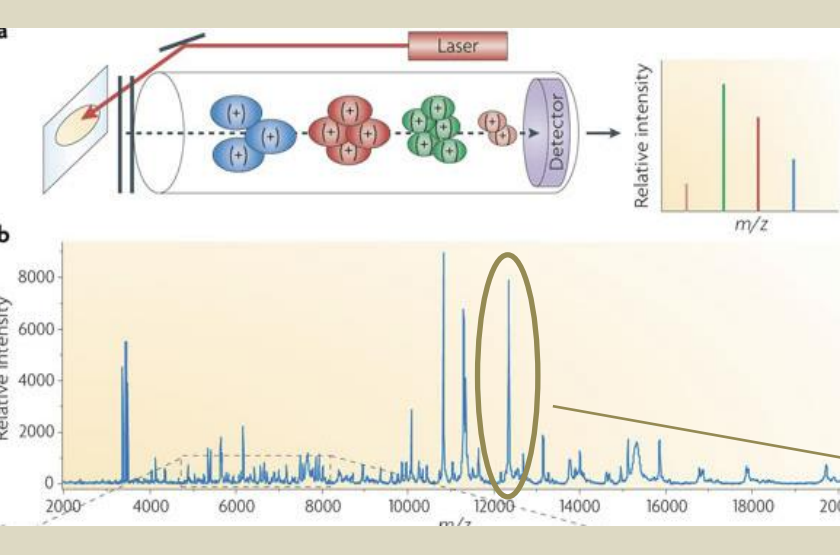 a
Laser
(+) (+) (+) (+) (+) (+) (+) (+) (+) (+) (+) (+) (+) (+)
Detector
Relative intensity
m/z
b
Relative intensity
8000
6000
4000
2000
0
2000 4000 6000 8000 10000 12000 14000 16000 18000 200
m/z